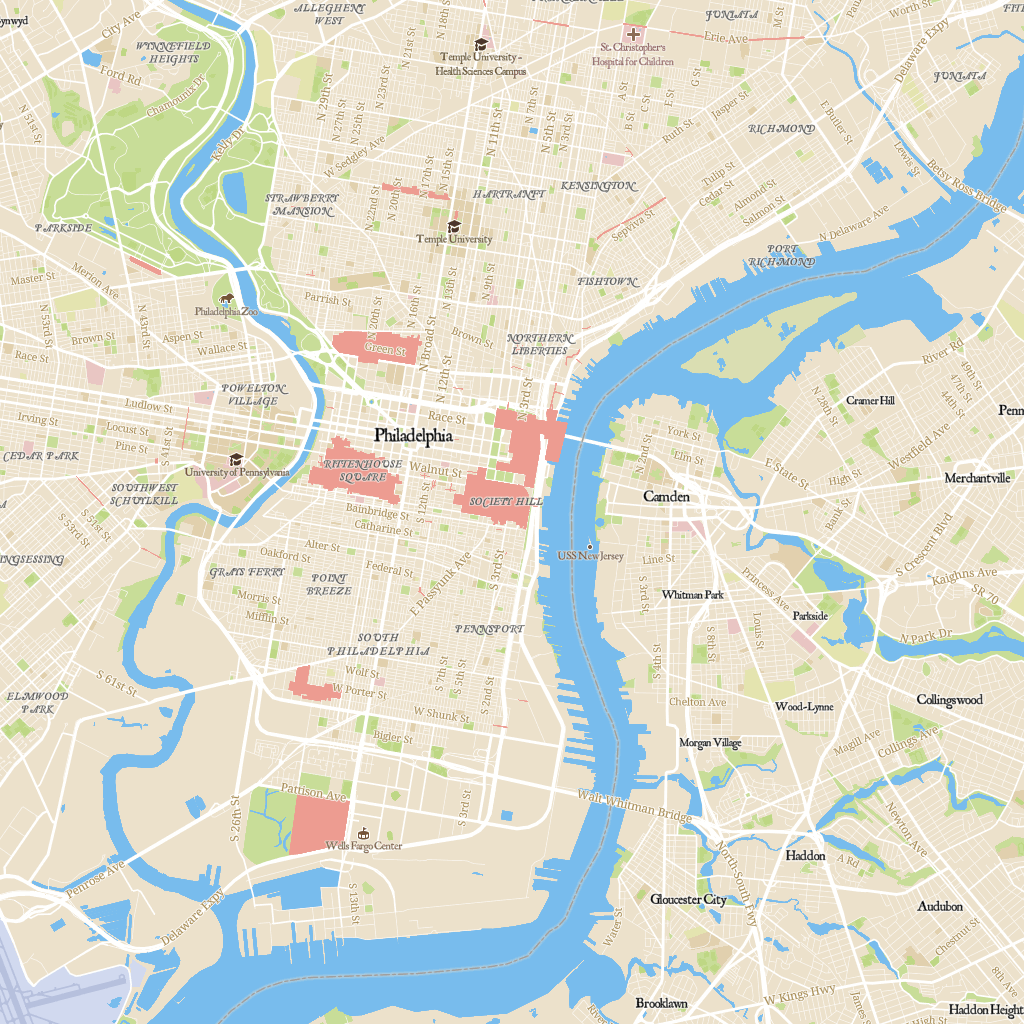 ALLEGHENY
WEST
City Ave
WYNNEFIELD
HEIGHTS
Ford Rd
Chamounix Dr
N 51st St
Kelly Dr
N 29th St
N 27th St
N 25th St
N 23rd St
N 21st St
N 18th St
Temple University -
Health Sciences Campus
St. Christopher's
Hospital for Children
Erie Ave
JUNIATA
M St
Worth St
Delaware Expy
JUNIATA
N 11th St
N 7th St
N 5th St
N 3rd St
A St
B St
C St
E St
G St
Ruth St
Jasper St
RICHMOND
E Butler St
Lewis St
Betsy Ross Bridge
W Sedgley Ave
N 17th St
N 15th St
N 22nd St
N 20th St
HARTRANFT
KENSINGTON
STRAWBERRY
MANSION
Tulip St
Cedar St
Almond St
Salmon St
Sepviva St
N Delaware Ave
PARKSIDE
Temple University
PORT
RICHMOND
FISHTOWN
Master St
Merion Ave
N 53rd St
N 43rd St
Philadelphia Zoo
Parrish St
N 20th St
N 16th St
N 13th St
N 9th St
N Broad St
Brown St
NORTHERN
LIBERTIES
Green St
Brown St
Aspen St
Wallace St
Race St
POWELTON
VILLAGE
N 12th St
N 3rd St
River Rd
49th St
47th St
44th St
Cramer Hill
N 28th St
Westfield Ave
Merchantville
Ludlow St
Irving St
Locust St
Pine St
S 41st St
Race St
Philadelphia
York St
N 2nd St
Elm St
E State St
High St
Bank St
CEDAR PARK
University of Pennsylvania
RITTENHOUSE
SQUARE
Walnut St
Camden
SOUTHWEST
SCHUYLKILL
SOCIETY HILL
S 12th St
Bainbridge St
Catharine St
S 53rd St
S 51st St
Alter St
Oakford St
Federal St
S 3rd St
USS New Jersey
Line St
S Crescent Blvd
Kaighns Ave
SR 70
GRAYS FERRY
POINT
BREEZE
E Passyunk Ave
S 3rd St
Whitman Park
Princess Ave
Parkside
Morris St
Mifflin St
PENNSPORT
S 8th St
Louis St
N Park Dr
SOUTH
PHILADELPHIA
S 4th St
S 61st St
Wolf St
W Porter St
S 7th St
S 5th St
S 2nd St
ELMWOOD
PARK
Chelton Ave
Wood-Lynne
Collingswood
W Shunk St
Bigler St
Morgan Village
Magill Ave
Collings Ave
Pattison Ave
S 26th St
S 3rd St
Walt Whitman Bridge
Newton Ave
Wells Fargo Center
Haddon
A Rd
Penrose Ave
Delaware Expy
S 13th St
North-South Fwy
Gloucester City
Water St
Audubon
Chestnut St
8th Ave
W Kings Hwy
Brooklawn
James St
High St